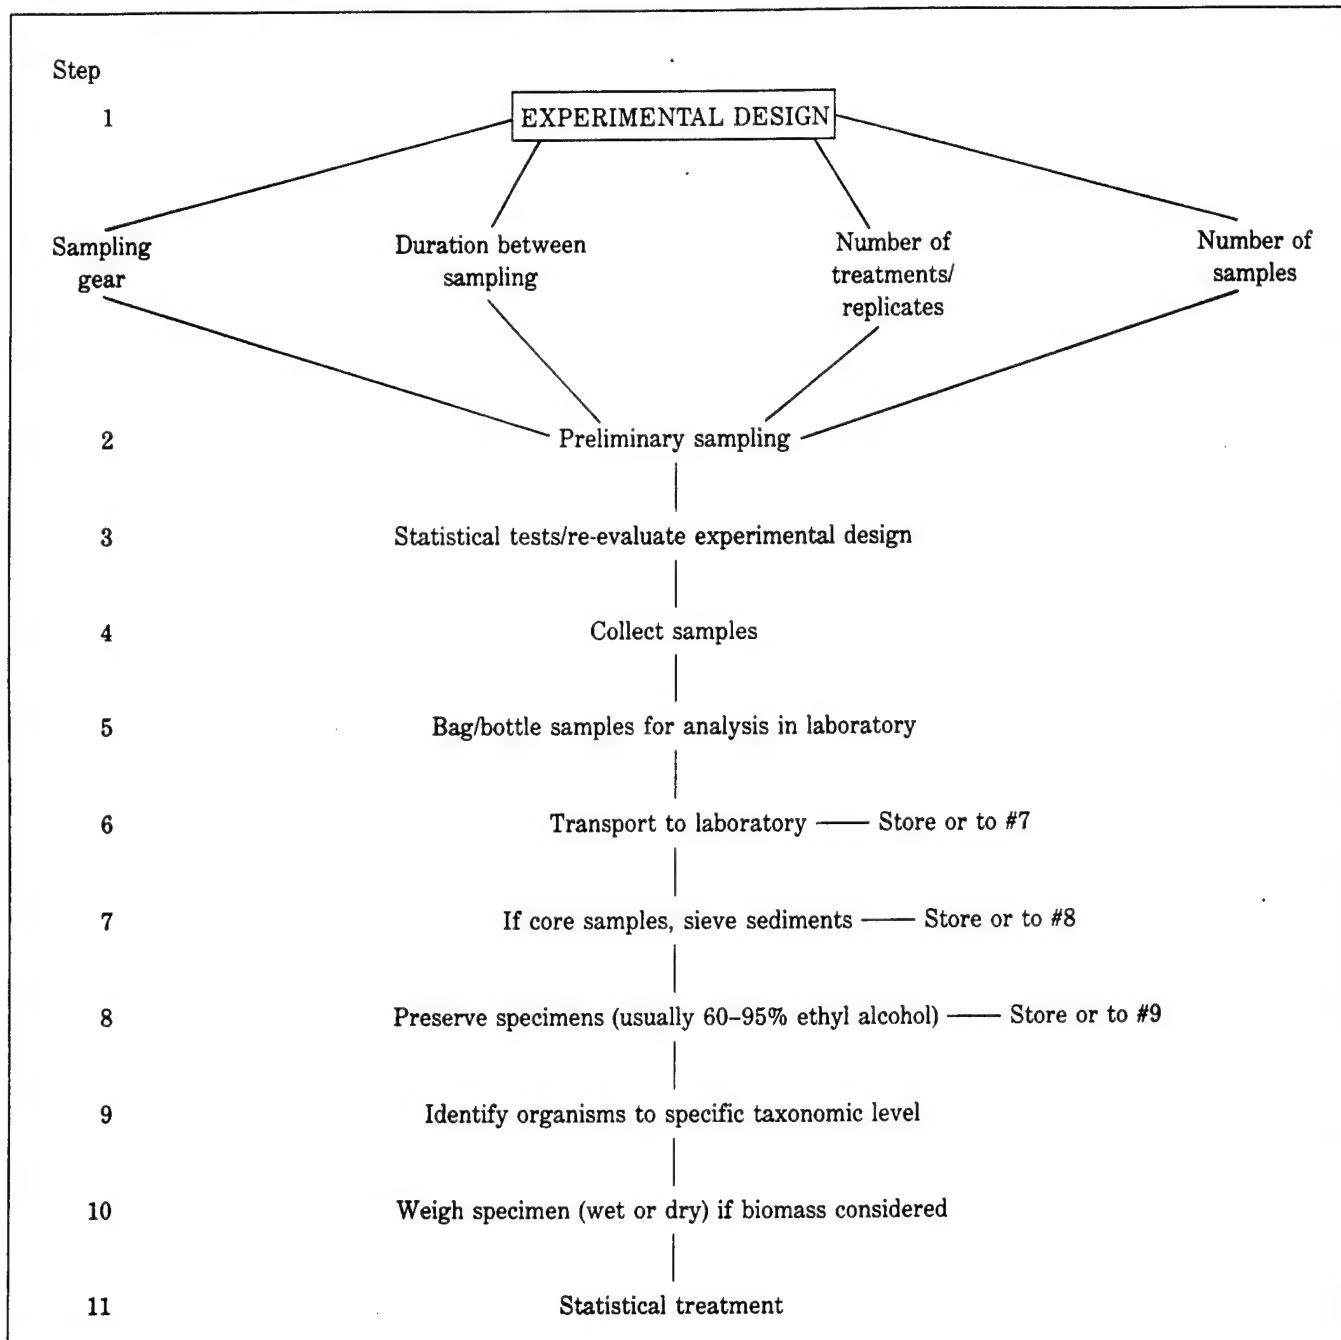 Step
1 EXPERIMENTAL DESIGN
Sampling gear
Duration between sampling
Number of treatments/ replicates
Number of samples
2 Preliminary sampling
3 Statistical tests/re-evaluate experimental design
4 Collect samples
5 Bag/bottle samples for analysis in laboratory
6 Transport to laboratory —— Store or to #7
7 If core samples, sieve sediments —— Store or to #8
8 Preserve specimens (usually 60–95% ethyl alcohol) —— Store or to #9
9 Identify organisms to specific taxonomic level
10 Weigh specimen (wet or dry) if biomass considered
11 Statistical treatment